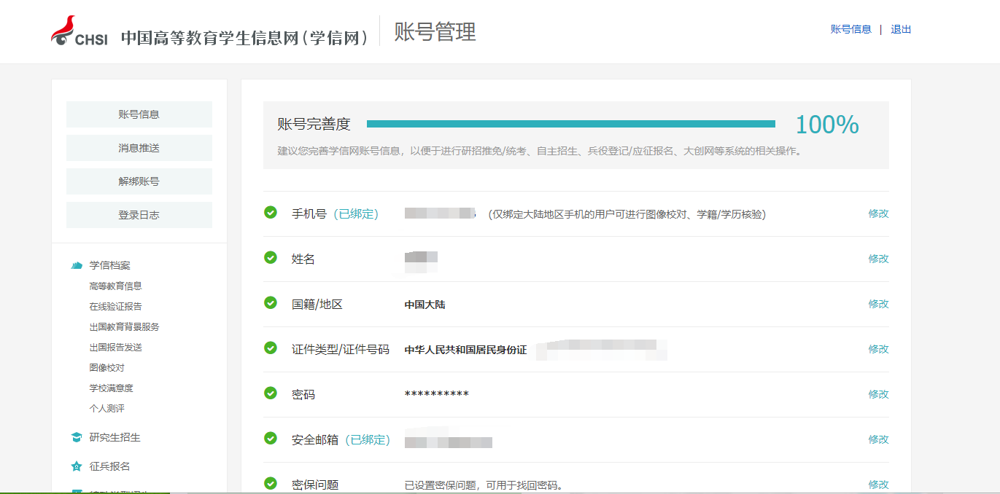 CHSI 中国高等教育学生信息网(学信网) 账号管理
账号信息 | 退出
账号信息
消息推送
解绑账号
登录日志
学信档案
高等教育信息
在线验证报告
出国教育背景服务
出国报告发送
图像校对
学校满意度
个人测评
研究生招生
征兵报名
账号完善度 100%
建议您完善学信网账号信息，以便于进行研招推免/统考、自主招生、兵役登记/应征报名、大创网等系统的相关操作。
手机号 (已绑定) (仅绑定大陆地区手机的用户可进行图像校对、学籍/学历核验) 修改
姓名 修改
国籍/地区 中国大陆 修改
证件类型/证件号码 中华人民共和国居民身份证 修改
密码 ********** 修改
安全邮箱 (已绑定) 修改
密保问题 已设置密保问题，可用于找回密码。 修改